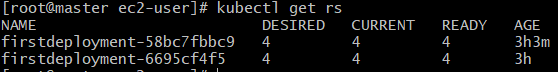 [root@master ec2-user]# kubectl get rs
NAME DESIRED CURRENT READY AGE
firstdeployment-58bc7fbbc9 4 4 4 3h3m
firstdeployment-6695cf4f5 4 4 4 3h